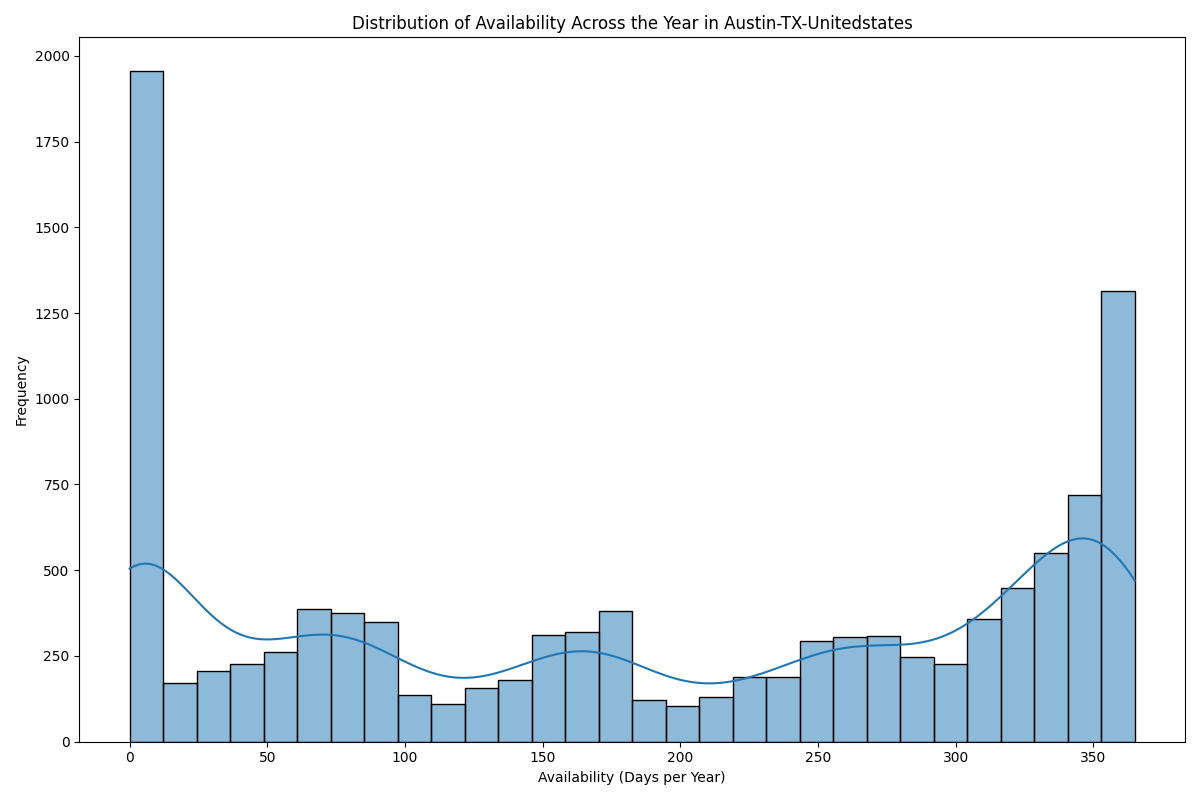 Distribution of Availability Across the Year in Austin-TX-Unitedstates
2000
1750
1500
1250
1000
750
500
250
0
Frequency
0 50 100 150 200 250 300 350
Availability (Days per Year)